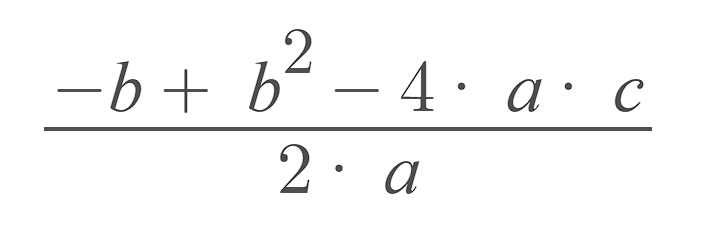 −b + b² − 4 · a · c
2 · a